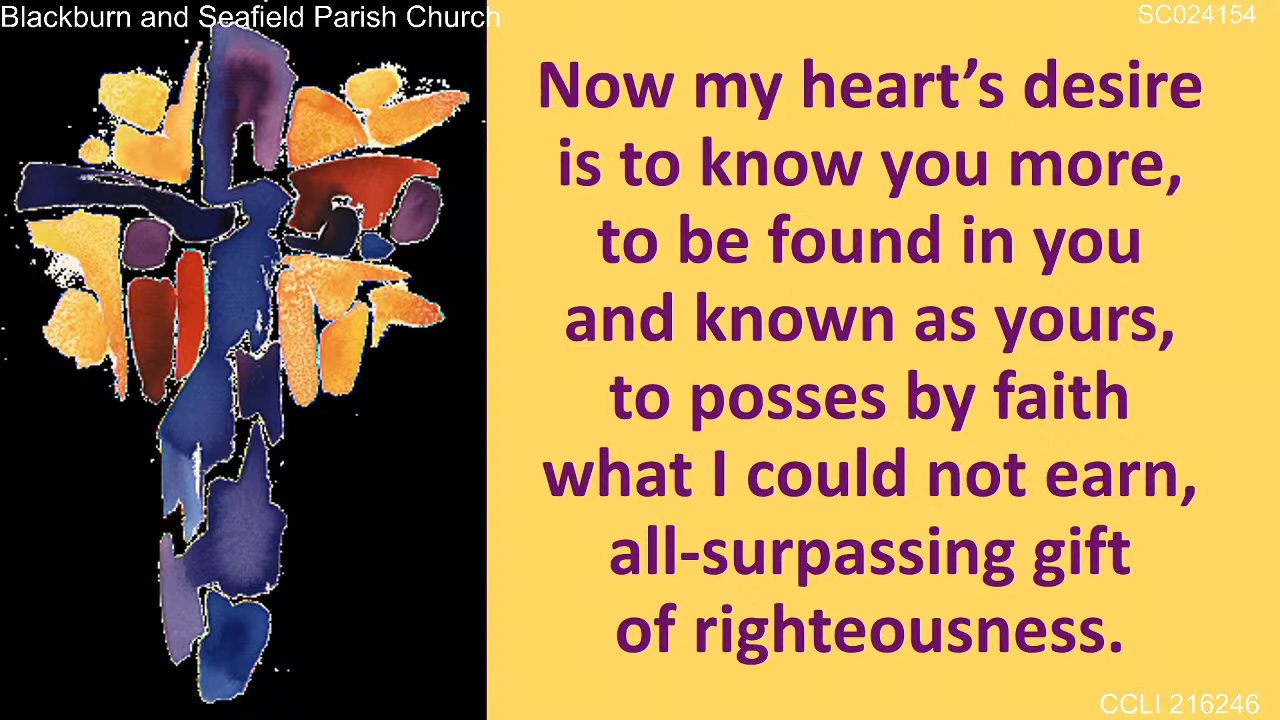 Blackburn and Seafield Parish Church
SC024154
Now my heart’s desire
is to know you more,
to be found in you
and known as yours,
to posses by faith
what I could not earn,
all-surpassing gift
of righteousness.
CCLI 216246